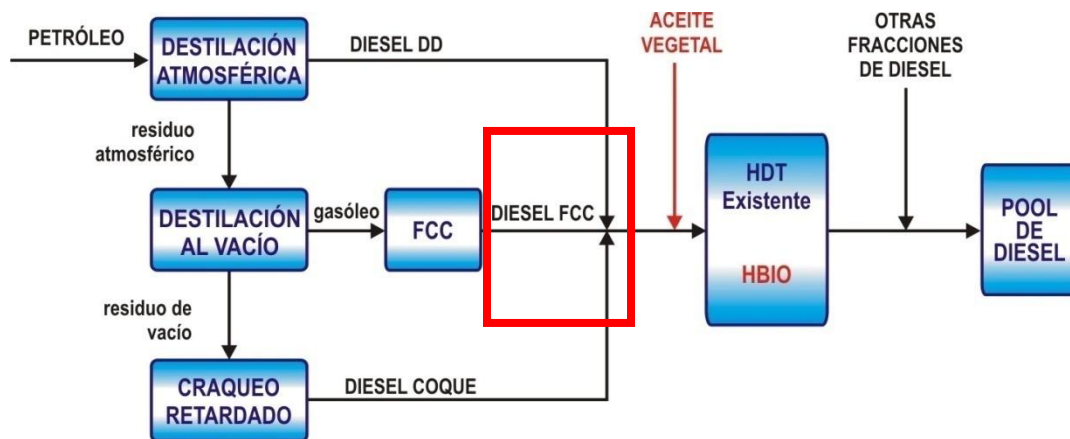 PETRÓLEO
DESTILACIÓN
ATMOSFÉRICA
DIESEL DD
ACEITE
VEGETAL
OTRAS
FRACCIONES
DE DIESEL
residuo
atmosférico
HDT
Existente
HBIO
DESTILACIÓN
AL VACÍO
gasóleo
FCC
DIESEL FCC
POOL
DE
DIESEL
residuo de
vacío
CRAQUEO
RETARDADO
DIESEL COQUE